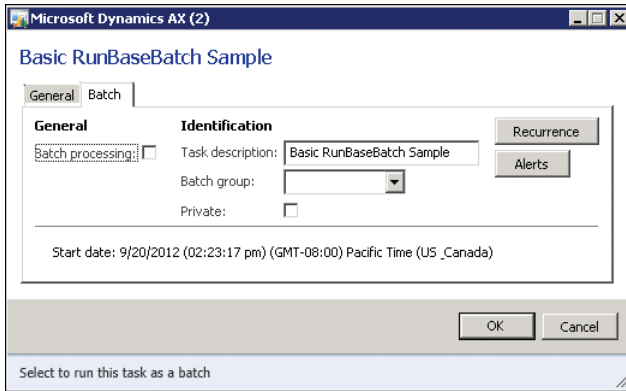 Microsoft Dynamics AX (2)
Basic RunBaseBatch Sample
General Batch
General Identification
Recurrence
Batch processing: Task description: Basic RunBaseBatch Sample
Alerts
Batch group:
Private:
Start date: 9/20/2012 (02:23:17 pm) (GMT-08:00) Pacific Time (US _Canada)
OK Cancel
Select to run this task as a batch